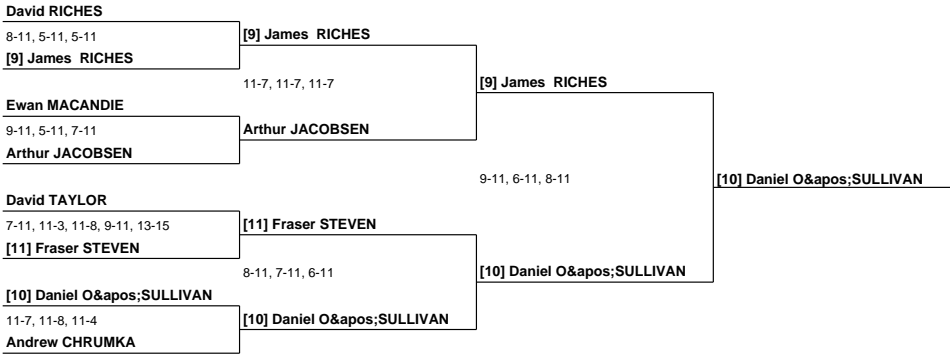 David RICHES
8-11, 5-11, 5-11
[9] James  RICHES
[9] James  RICHES
11-7, 11-7, 11-7
[9] James  RICHES
Ewan MACANDIE
9-11, 5-11, 7-11
Arthur JACOBSEN
Arthur JACOBSEN
9-11, 6-11, 8-11
[10] Daniel O&apos;SULLIVAN
David TAYLOR
7-11, 11-3, 11-8, 9-11, 13-15
[11] Fraser STEVEN
[11] Fraser STEVEN
8-11, 7-11, 6-11
[10] Daniel O&apos;SULLIVAN
[10] Daniel O&apos;SULLIVAN
11-7, 11-8, 11-4
[10] Daniel O&apos;SULLIVAN
Andrew CHRUMKA